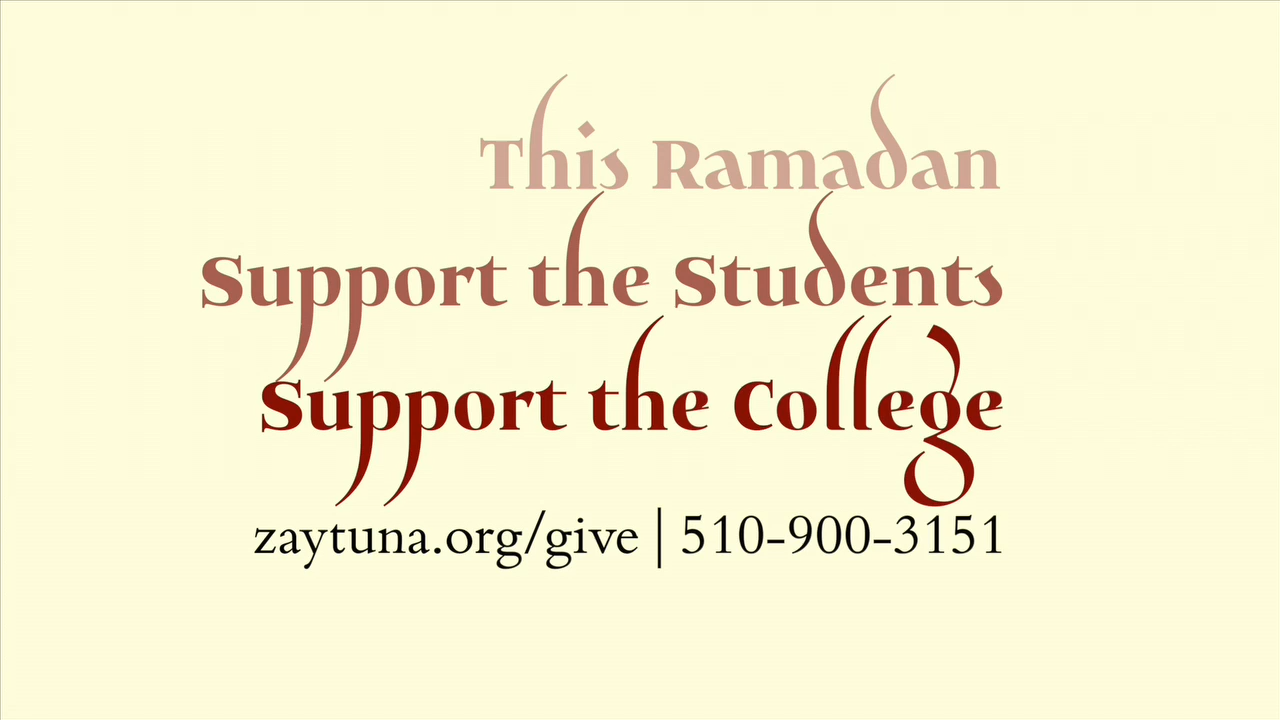 This Ramadan
Support the Students
Support the College
zaytuna.org/give | 510-900-3151